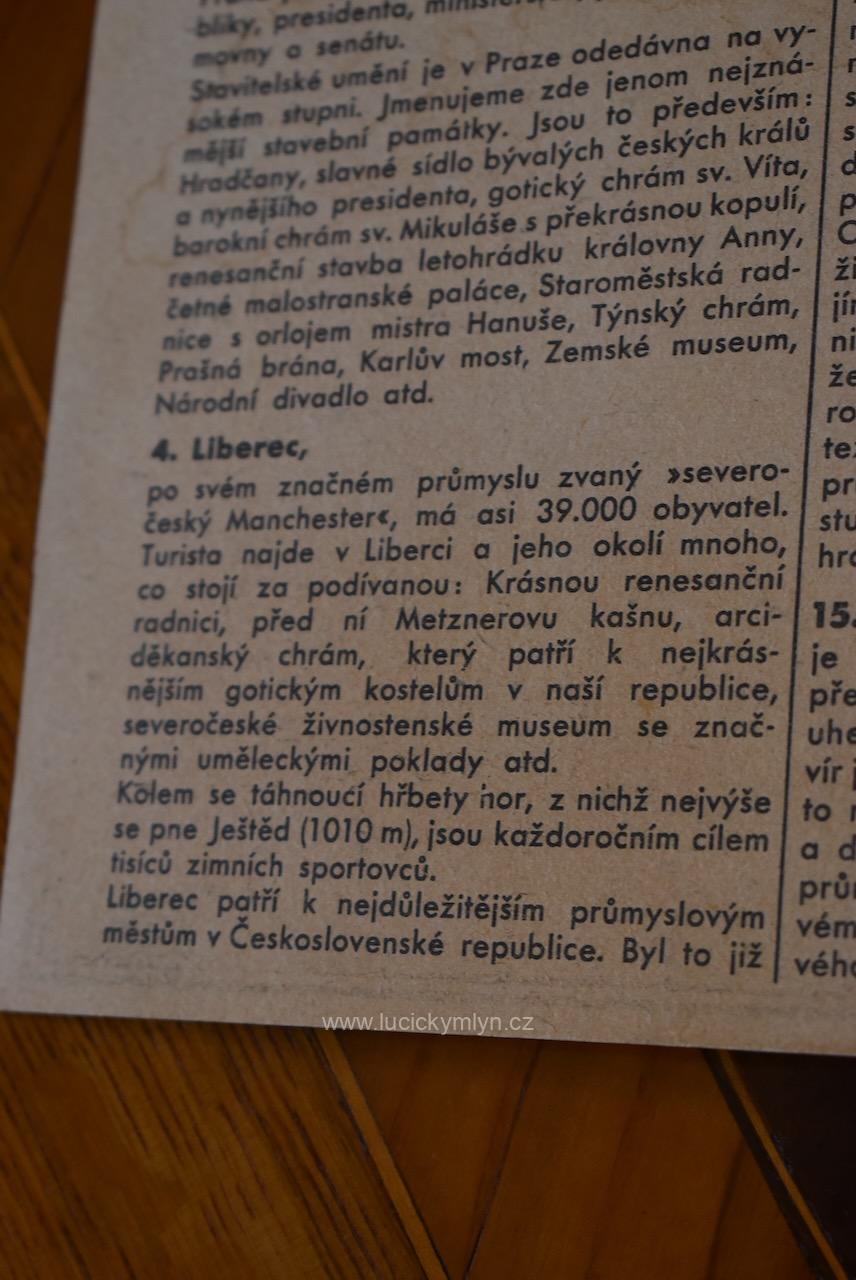 bliky, presidenta,
movny a senátu.
Stavitelské umění je v Praze odedávna na vy-
sokém stupni. Jmenujeme zde jenom nejzná-
mější stavební památky. Jsou to především:
Hradčany, slavné sídlo bývalých českých králů
a nynějšího presidenta, gotický chrám sv. Víta,
barokní chrám sv. Mikuláše s překrásnou kopulí,
renesanční stavba letohrádku královny Anny,
četné malostranské paláce, Staroměstská rad-
nice s orlojem mistra Hanuše, Týnský chrám,
Prašná brána, Karlův most, Zemské museum,
Národní divadlo atd.
4. Liberec,
po svém značném průmyslu zvaný »severo-
český Manchester«, má asi 39.000 obyvatel.
Turista najde v Liberci a jeho okolí mnoho,
co stojí za podívanou: Krásnou renesanční
radnici, před ní Metznerovu kašnu, arci-
děkanský chrám, který patří k nejkrás-
nějším gotickým kostelům v naší republice,
severočeské živnostenské museum se znač-
nými uměleckými poklady atd.
Kolem se táhnoucí hřbety hor, z nichž nejvýše
se pne Ještěd (1010 m), jsou každoročním cílem
tisíců zimních sportovců.
Liberec patří k nejdůležitějším průmyslovým
městům v Československé republice. Byl to již
15.
je
to
a
www.lucickymlyn.cz